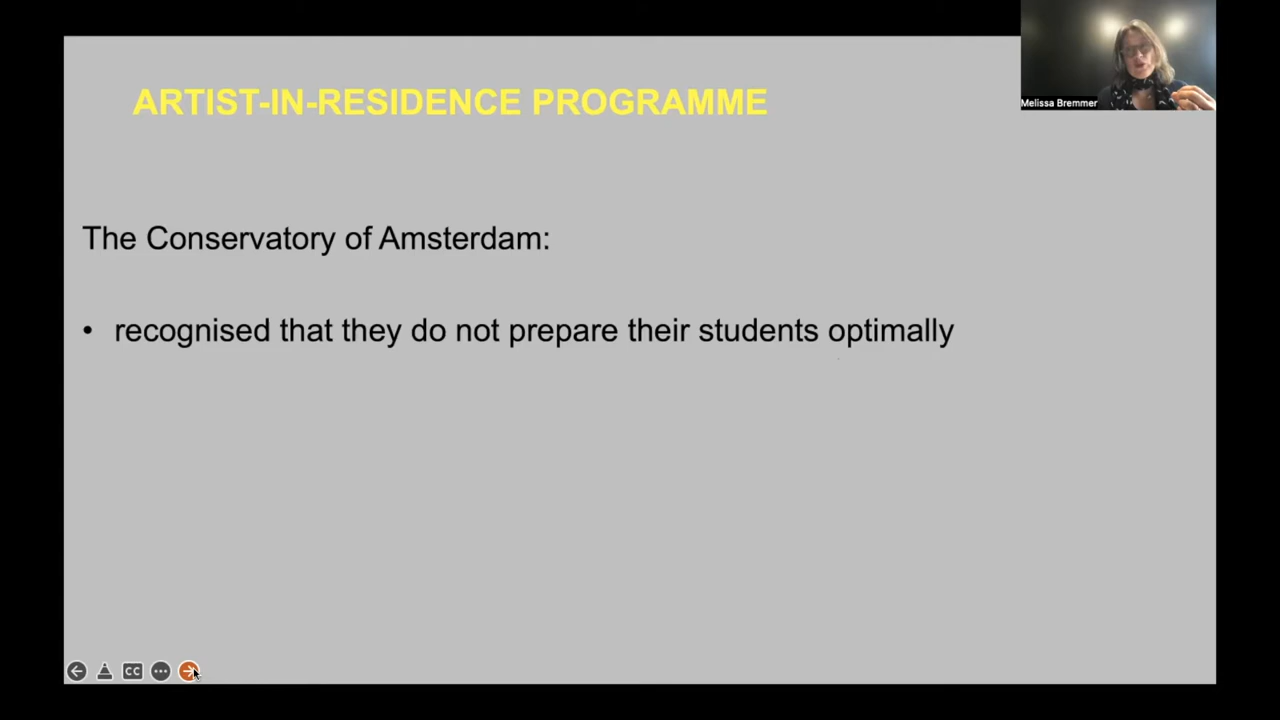 ARTIST-IN-RESIDENCE PROGRAMME
Melissa Bremmer
The Conservatory of Amsterdam:
• recognised that they do not prepare their students optimally
CC